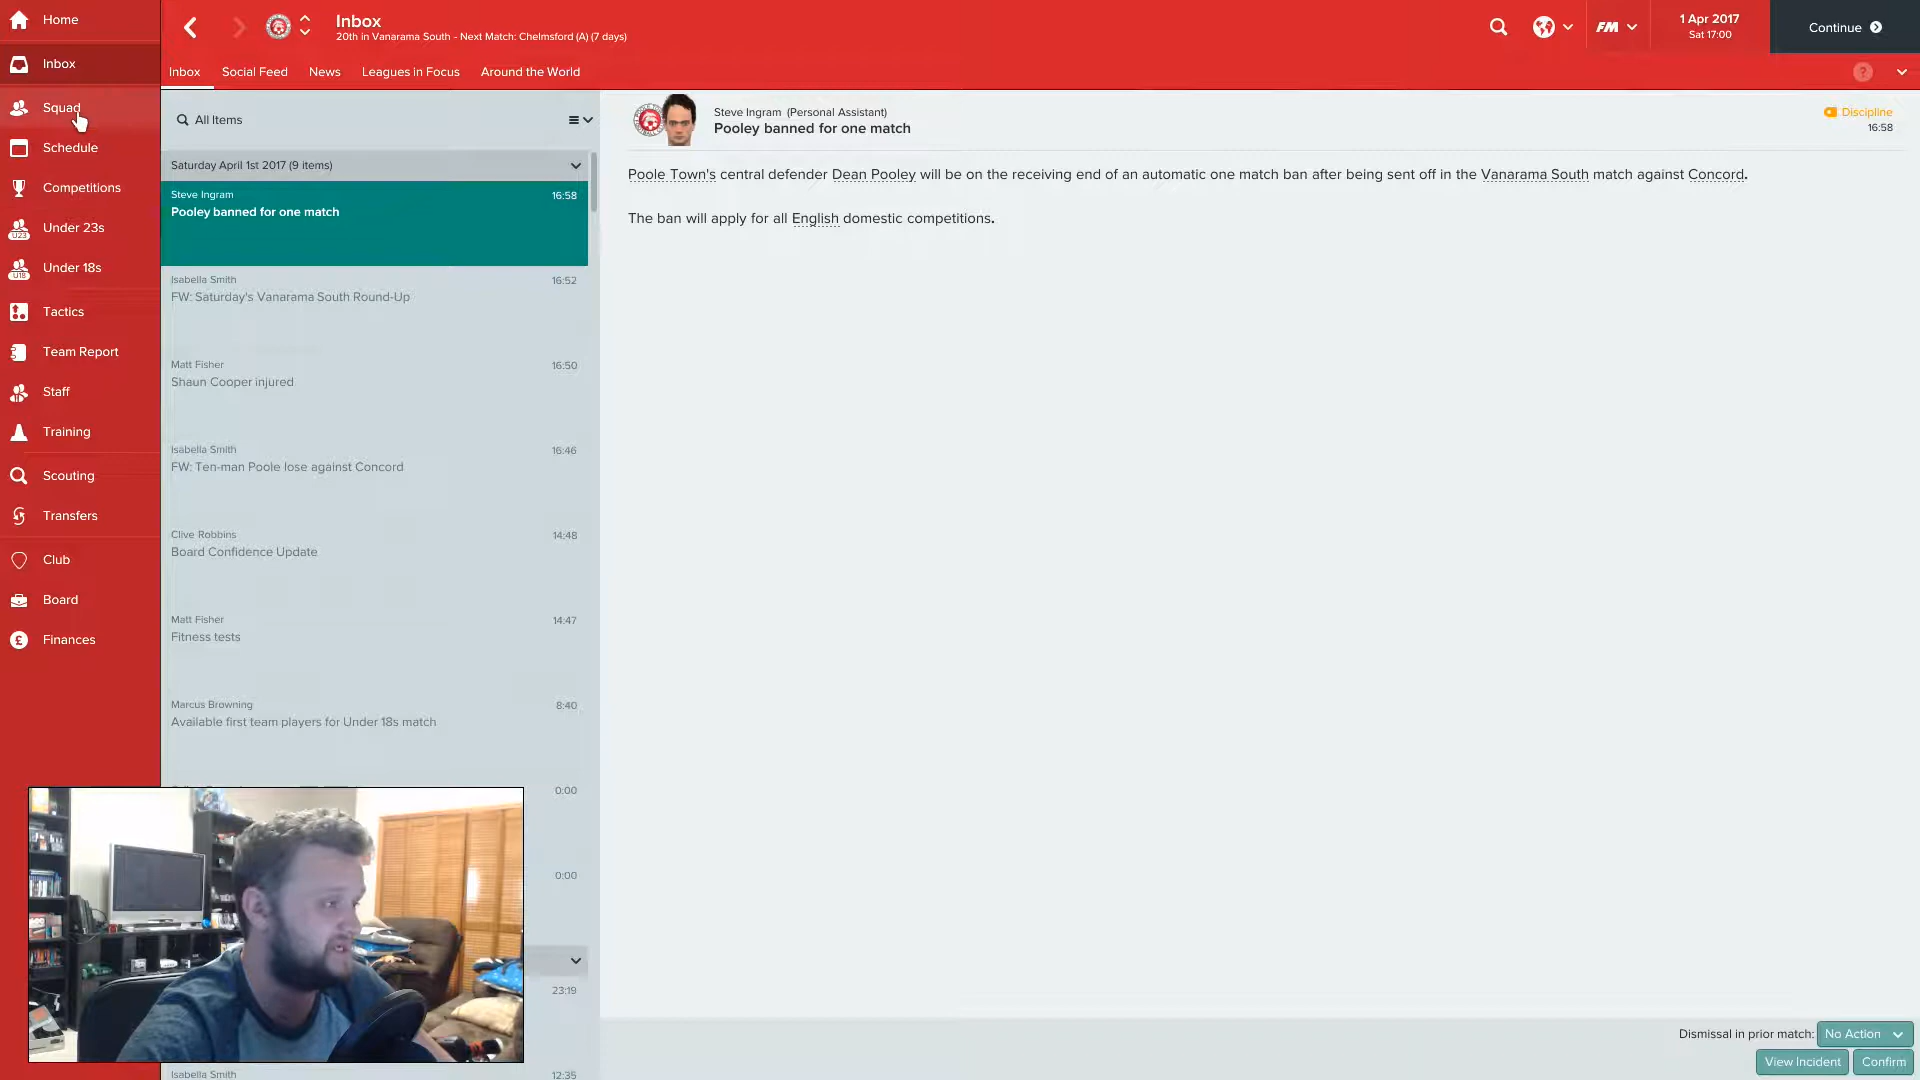 Home
Inbox
Squad
Schedule
Competitions
Under 23s
Under 18s
Tactics
Team Report
Staff
Training
Scouting
Transfers
Club
Board
Finances
Inbox
20th in Vanarama South - Next Match: Chelmsford (A) (7 days)
FM
1 Apr 2017
Sat 17:00
Continue
Inbox Social Feed News Leagues in Focus Around the World
?
All Items
Saturday April 1st 2017 (9 items)
Steve Ingram 16:58
Pooley banned for one match
Isabella Smith 16:52
FW: Saturday's Vanarama South Round-Up
Matt Fisher 16:50
Shaun Cooper injured
Isabella Smith 16:46
FW: Ten-man Poole lose against Concord
Clive Robbins 14:48
Board Confidence Update
Matt Fisher 14:47
Fitness tests
Marcus Browning 8:40
Available first team players for Under 18s match
0:00
0:00
23:19
Isabella Smith 12:35
Steve Ingram (Personal Assistant)
Pooley banned for one match
Discipline
16:58
Poole Town's central defender Dean Pooley will be on the receiving end of an automatic one match ban after being sent off in the Vanarama South match against Concord.
The ban will apply for all English domestic competitions.
Dismissal in prior match: No Action
View Incident Confirm